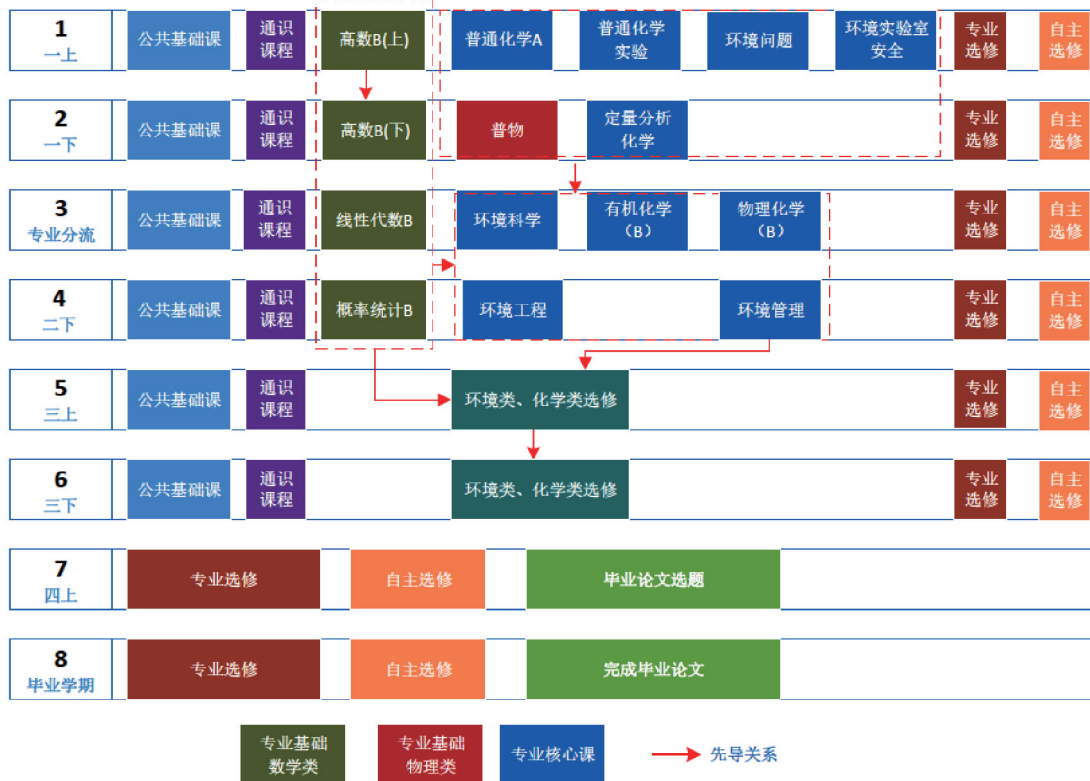 1
一上
公共基础课
通识
课程
高数B(上)
普通化学A
普通化学
实验
环境问题
环境实验室
安全
专业
选修
自主
选修
2
一下
公共基础课
通识
课程
高数B(下)
普物
定量分析
化学
专业
选修
自主
选修
3
专业分流
公共基础课
通识
课程
线性代数B
环境科学
有机化学
（B）
物理化学
（B）
专业
选修
自主
选修
4
二下
公共基础课
通识
课程
概率统计B
环境工程
环境管理
专业
选修
自主
选修
5
三上
公共基础课
通识
课程
环境类、化学类选修
专业
选修
自主
选修
6
三下
公共基础课
通识
课程
环境类、化学类选修
专业
选修
自主
选修
7
四上
专业选修
自主选修
毕业论文选题
8
毕业学期
专业选修
自主选修
完成毕业论文
专业基础
数学类
专业基础
物理类
专业核心课
先导关系